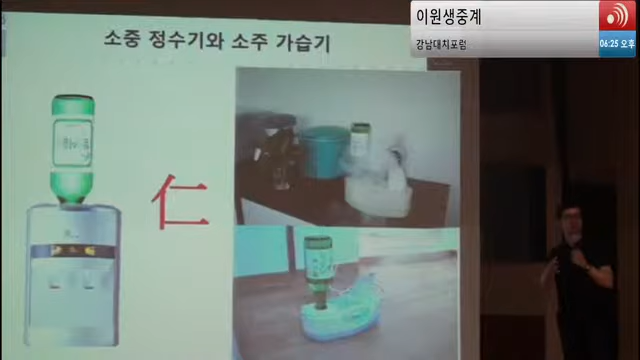 소중 정수기와 소주 가습기
仁
이원생중계
강남대치포럼
06:25 오후